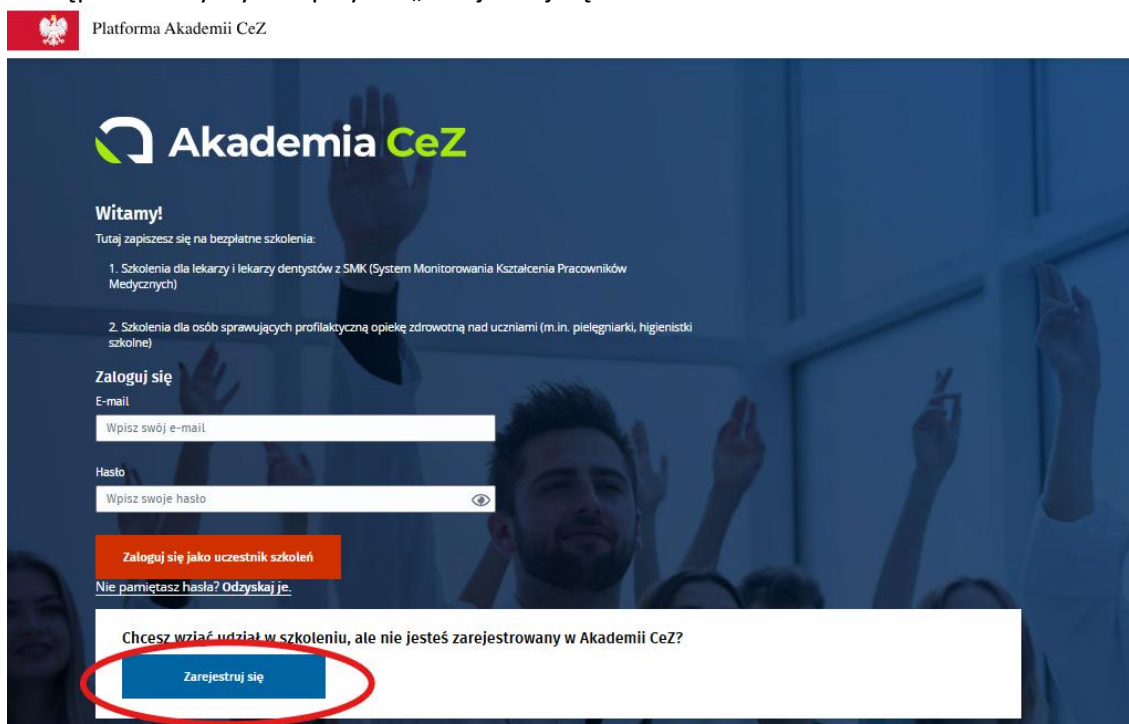 Platforma Akademii CeZ
Akademia CeZ
Witamy!
Tutaj zapiszesz się na bezpłatne szkolenia:
1. Szkolenia dla lekarzy i lekarzy dentystów z SMK (System Monitorowania Kształcenia Pracowników
Medycznych)
2. Szkolenia dla osób sprawujących profilaktyczną opiekę zdrowotną nad uczniami (m.in. pielęgniarki, higienistki
szkolne)
Zaloguj się
E-mail
Wpisz swój e-mail
Hasło
Wpisz swoje hasło
Zaloguj się jako uczestnik szkoleń
Nie pamiętasz hasła? Odzyskaj je.
Chcesz wziąć udział w szkoleniu, ale nie jesteś zarejestrowany w Akademii CeZ?
Zarejestruj się